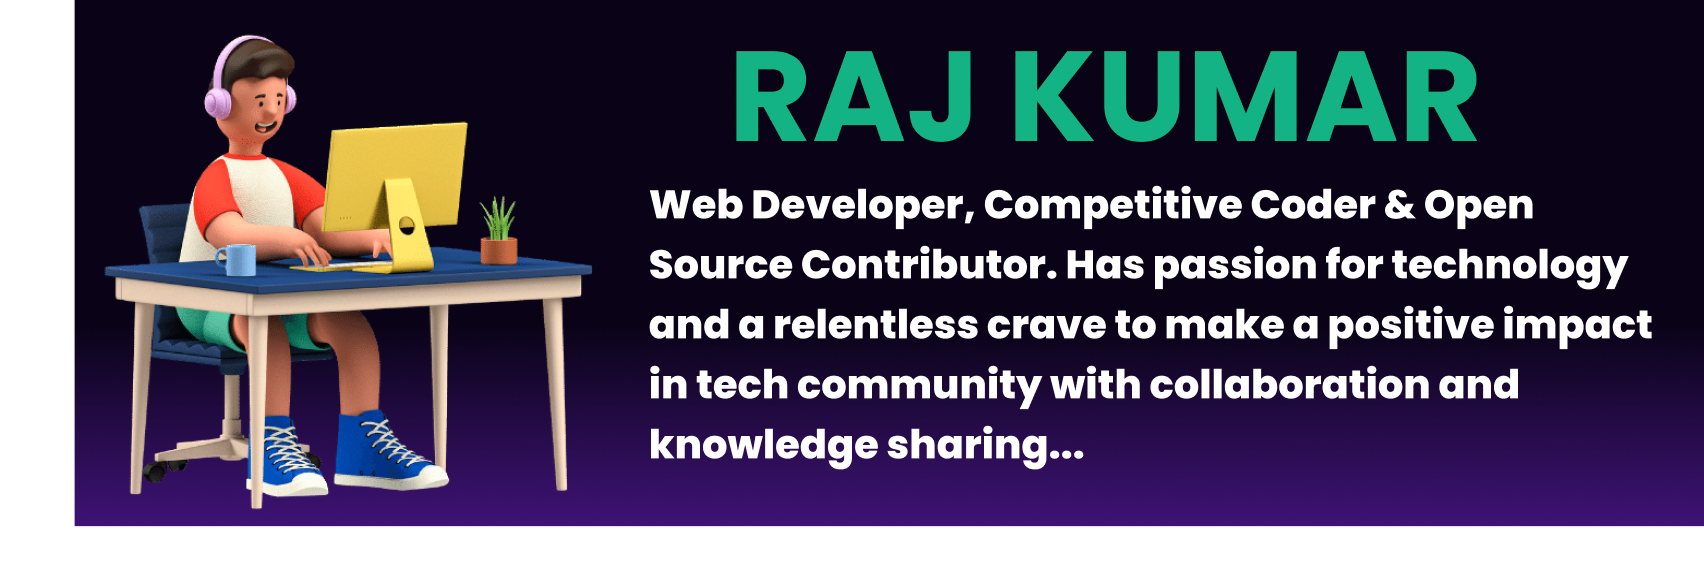 RAJ KUMAR
Web Developer, Competitive Coder & Open
Source Contributor. Has passion for technology
and a relentless crave to make a positive impact
in tech community with collaboration and
knowledge sharing...